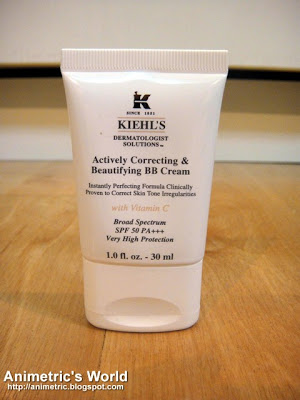 K
SINCE 1851
KIEHL'S
DERMATOLOGIST
SOLUTIONS™
Actively Correcting &
Beautifying BB Cream
Instantly Perfecting Formula Clinically
Proven to Correct Skin Tone Irregularities
with Vitamin C
Broad Spectrum
SPF 50 PA+++
Very High Protection
1.0 fl. oz. - 30 ml
Animetric's World
http://animetric.blogspot.com